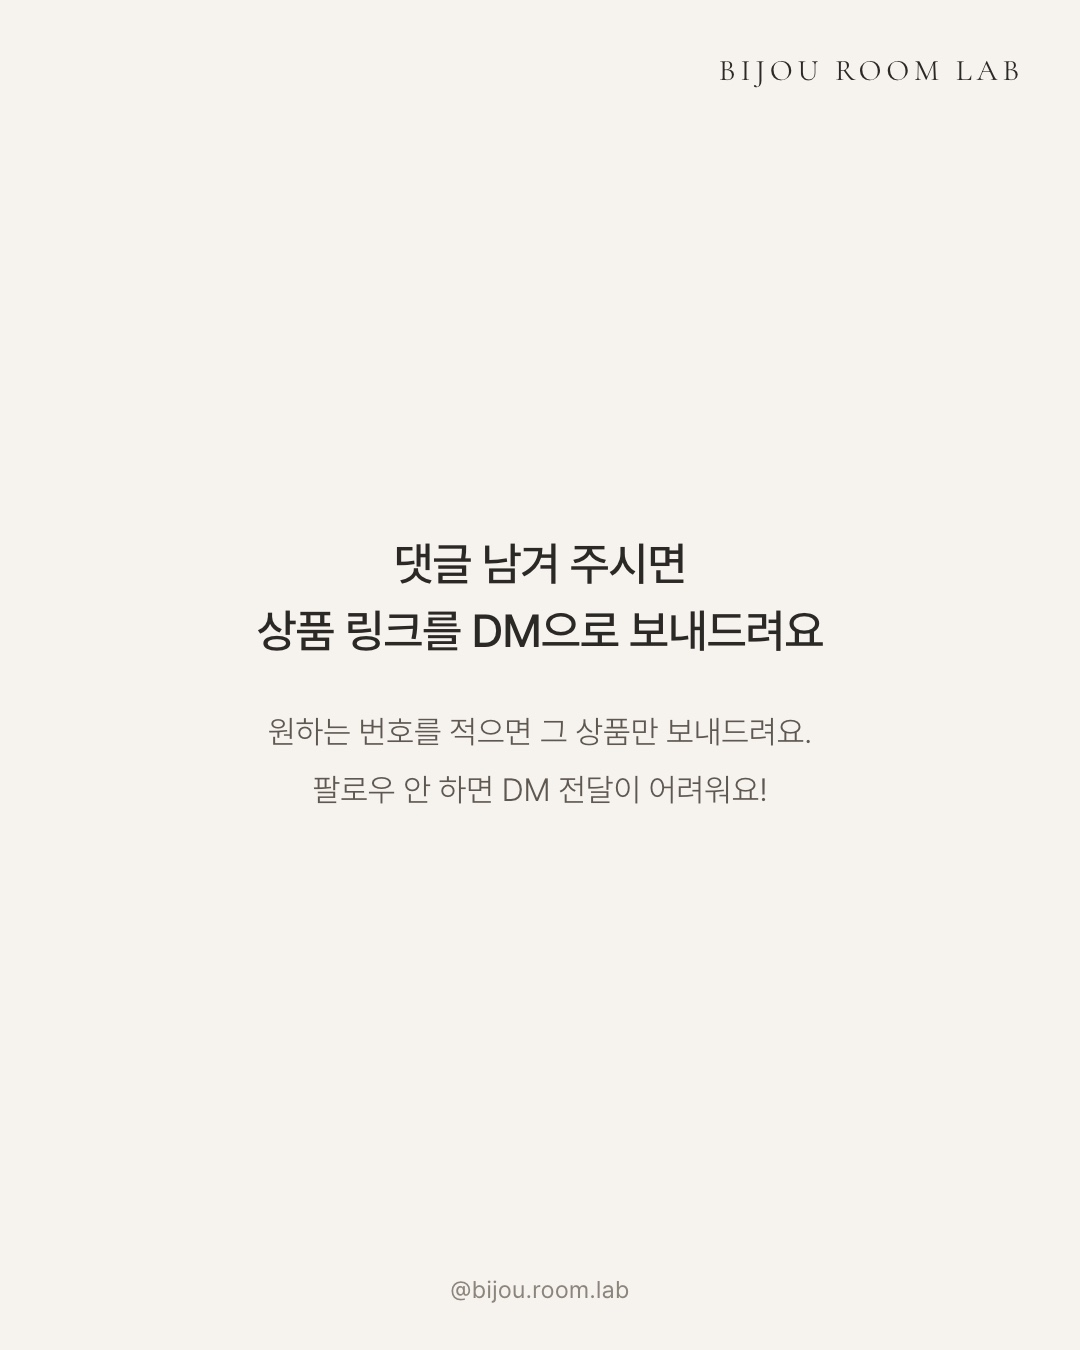 BIJOU ROOM LAB
댓글 남겨 주시면
상품 링크를 DM으로 보내드려요
원하는 번호를 적으면 그 상품만 보내드려요.
팔로우 안 하면 DM 전달이 어려워요!
@bijou.room.lab